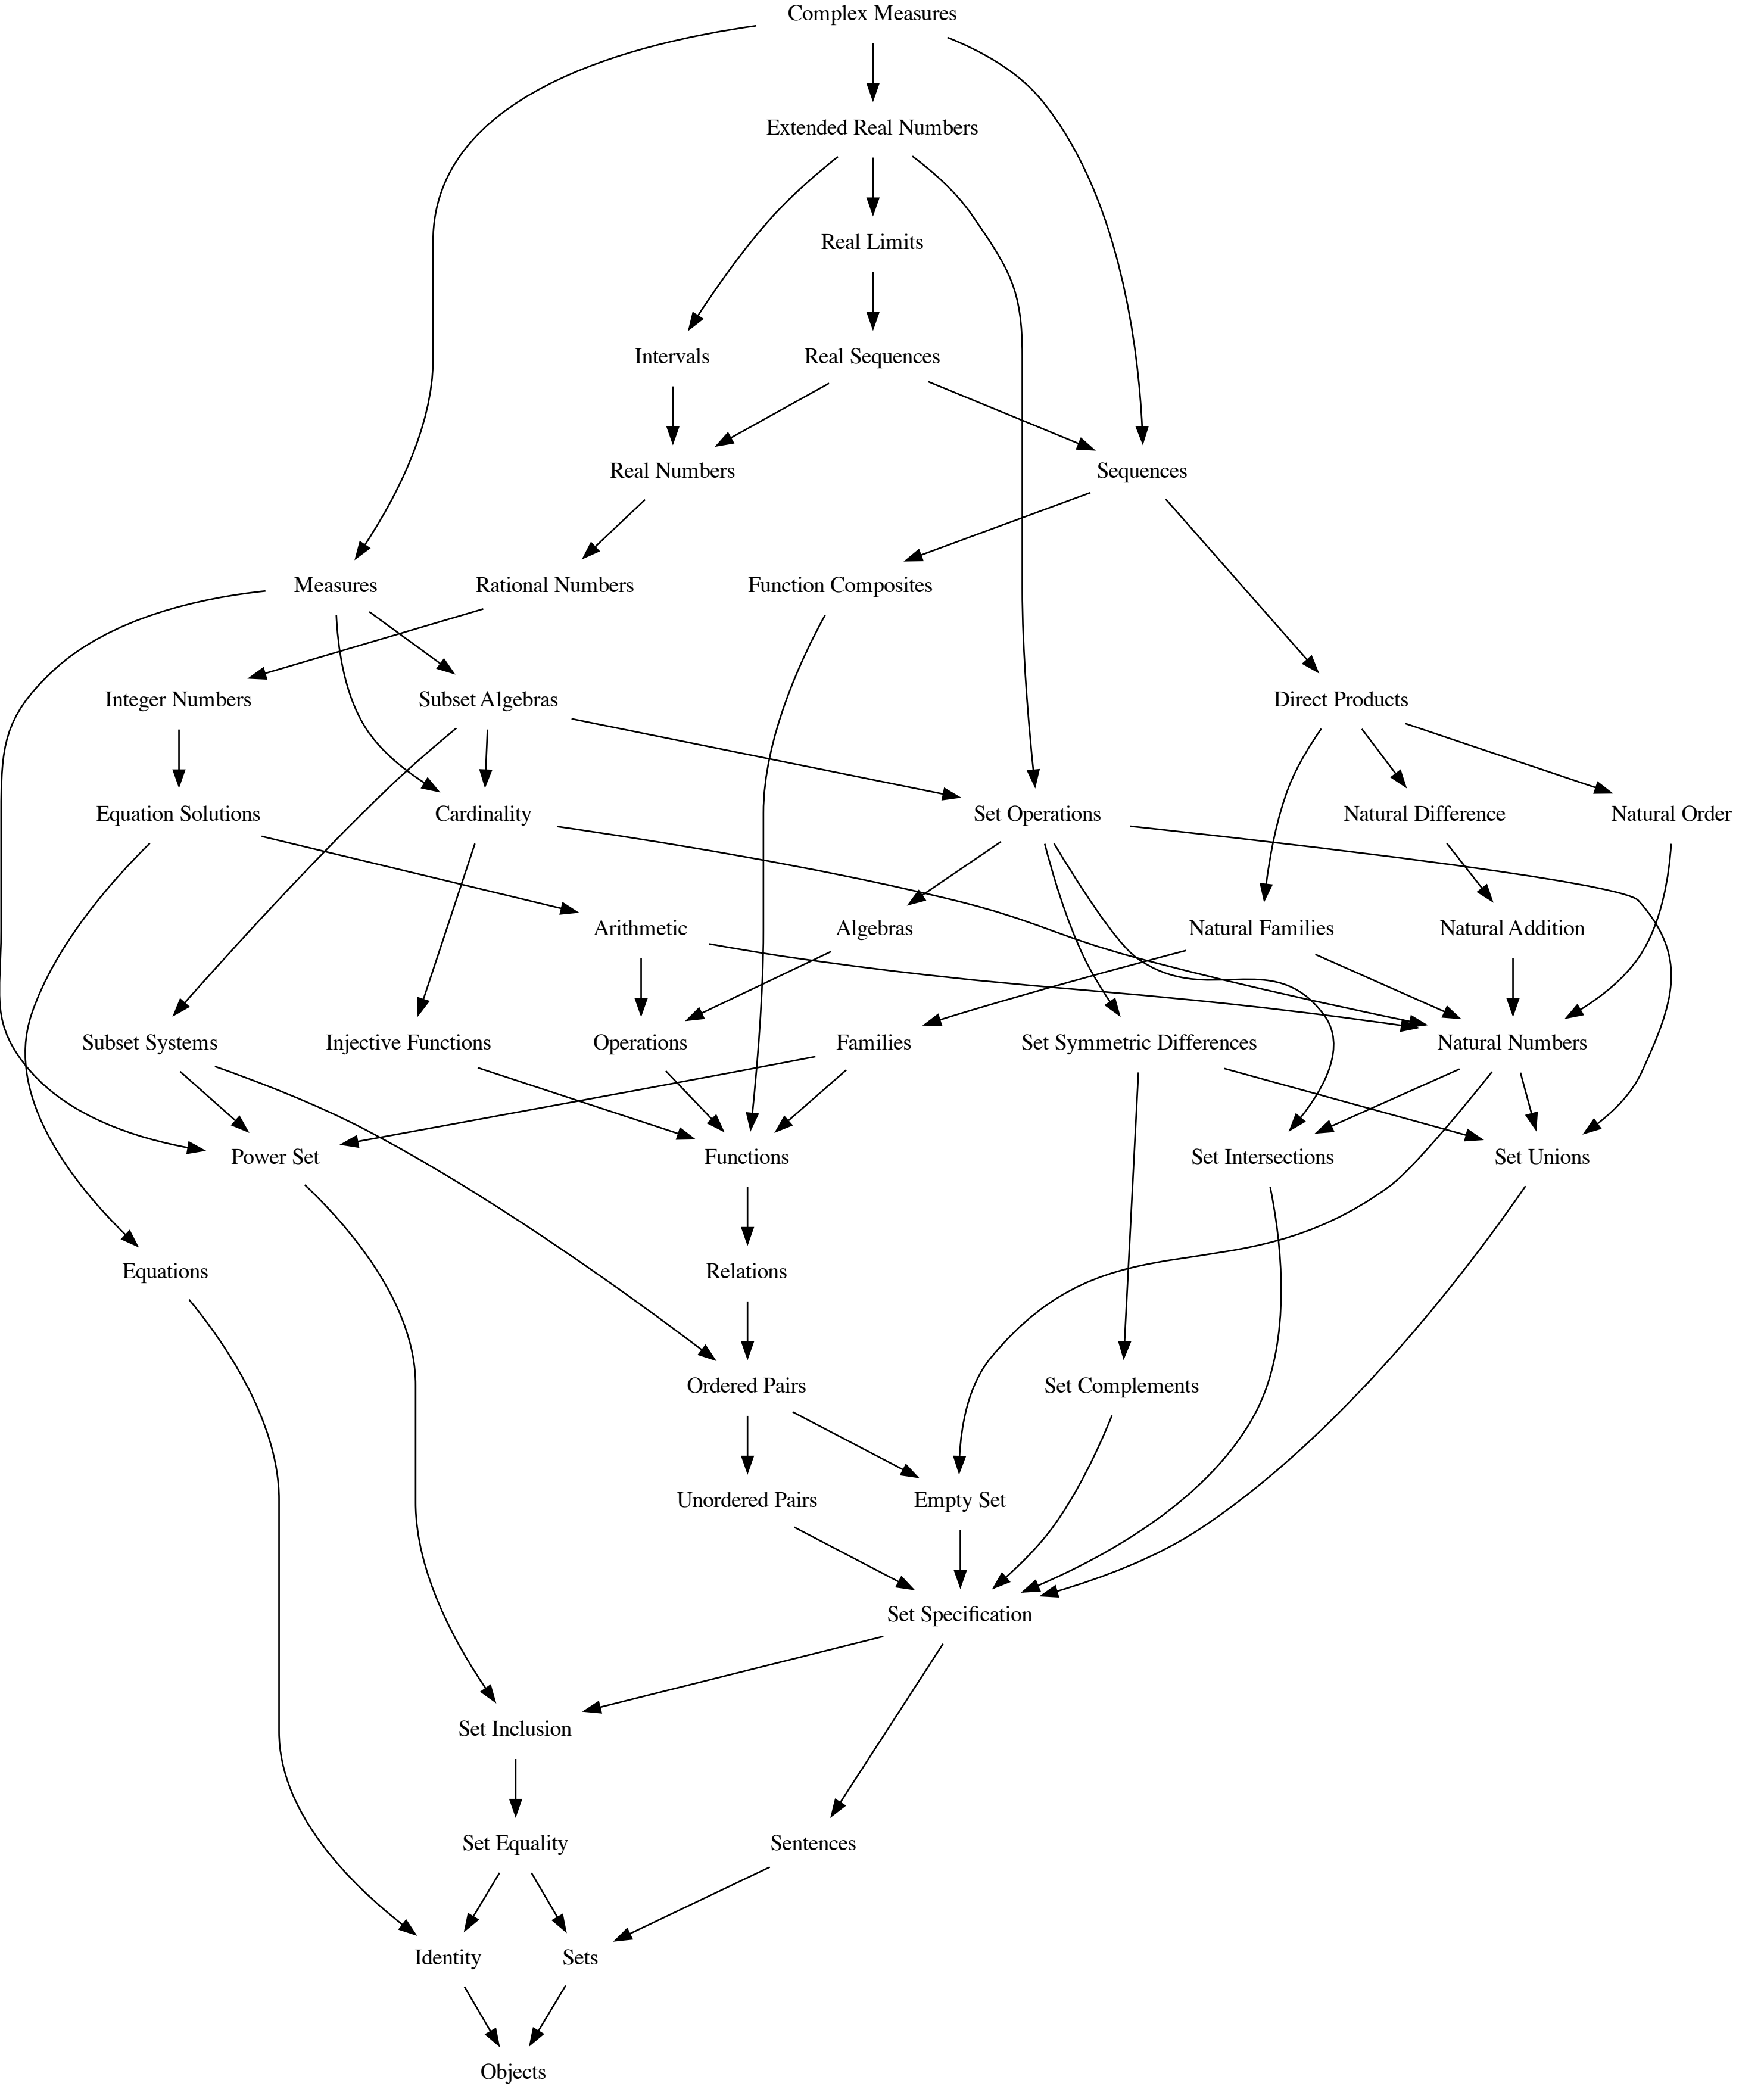 Complex Measures
Extended Real Numbers
Real Limits
Intervals
Real Sequences
Real Numbers
Sequences
Measures
Rational Numbers
Function Composites
Integer Numbers
Subset Algebras
Direct Products
Equation Solutions
Cardinality
Set Operations
Natural Difference
Natural Order
Arithmetic
Algebras
Natural Families
Natural Addition
Subset Systems
Injective Functions
Operations
Families
Set Symmetric Differences
Natural Numbers
Power Set
Functions
Set Intersections
Set Unions
Equations
Relations
Ordered Pairs
Set Complements
Unordered Pairs
Empty Set
Set Specification
Set Inclusion
Set Equality
Sentences
Identity
Sets
Objects